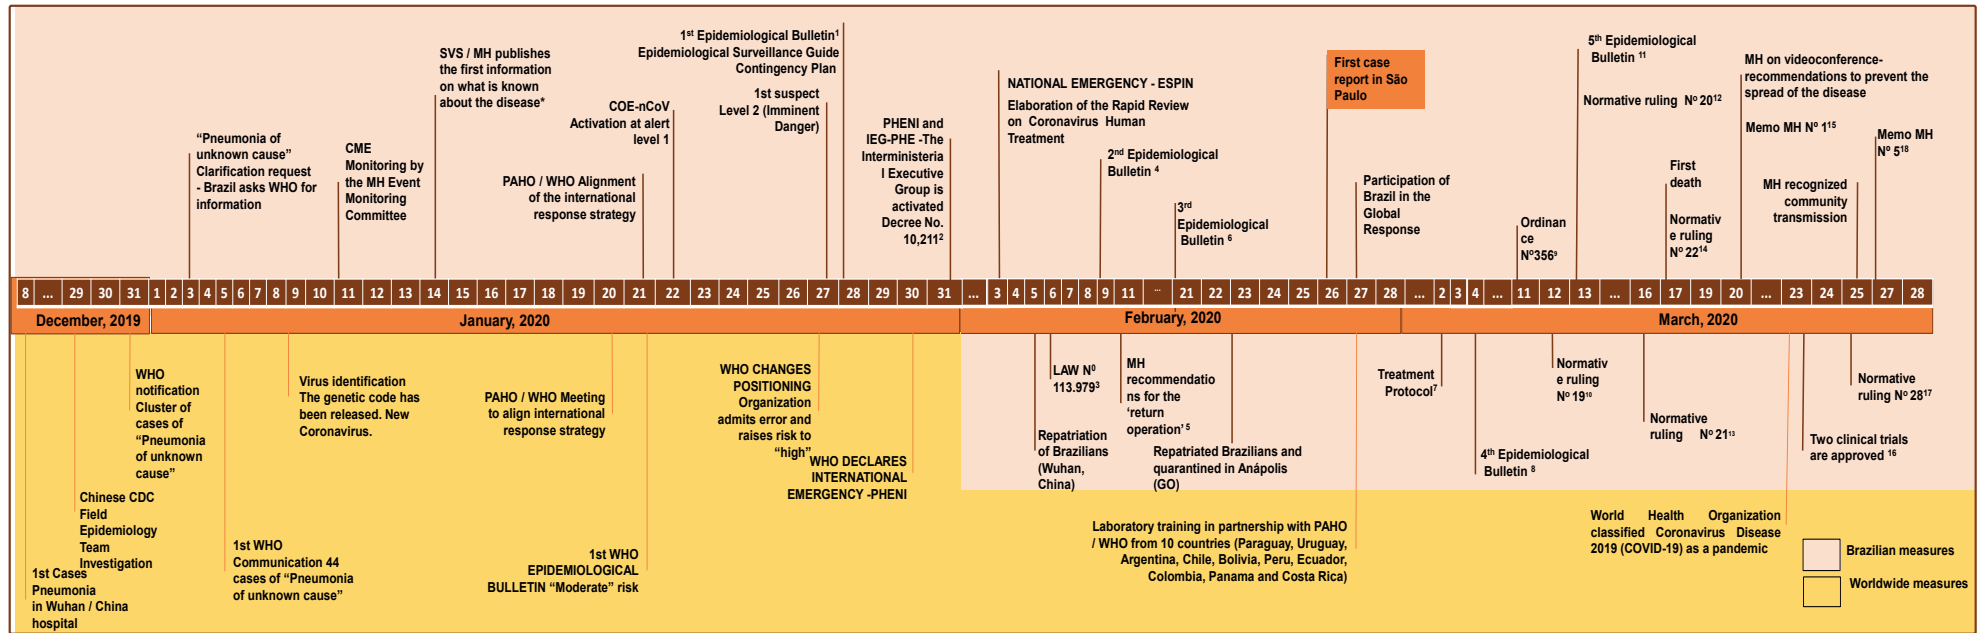 SVS / MH publishes
the first information
on what is known
about the disease*
1st Epidemiological Bulletin1
Epidemiological Surveillance Guide
Contingency Plan
1st suspect
Level 2 (Imminent
Danger)
COE-nCoV
Activation at alert
level 1
“Pneumonia of
unknown cause”
Clarification request
- Brazil asks WHO for
information
CME
Monitoring by
the MH Event
Monitoring
Committee
PAHO / WHO Alignment
of the international
response strategy
PHENI and
IEG-PHE -The
Interministeria
l Executive
Group is
activated
Decree No.
10,2112
NATIONAL EMERGENCY - ESPIN
Elaboration of the Rapid Review
on Coronavirus Human
Treatment
2nd Epidemiological
Bulletin 4
3rd
Epidemiological
Bulletin 6
First case
report in São
Paulo
Participation of
Brazil in the
Global
Response
5th Epidemiological
Bulletin 11
Normative ruling Nº 2012
Ordinan
ce
Nº3569
First
death
Normativ
e ruling
Nº 2214
MH on videoconference-
recommendations to prevent the
spread of the disease
Memo MH Nº 115
MH recognized
community
transmission
Memo MH
Nº 518
8 ... 29 30 31 1 2 3 4 5 6 7 8 9 10 11 12 13 14 15 16 17 18 19 20 21 22 23 24 25 26 27 28 29 30 31 ... 3 4 5 6 7 8 9 11 ... 21 22 23 24 25 26 27 28 ... 2 3 4 ... 11 12 13 ... 16 17 19 20 ... 23 24 25 27 28
December, 2019 January, 2020 February, 2020 March, 2020
WHO
notification
Cluster of
cases of
“Pneumonia
of unknown
cause”
Chinese CDC
Field
Epidemiology
Team
Investigation
1st Cases
Pneumonia
in Wuhan / China
hospital
1st WHO
Communication 44
cases of “Pneumonia
of unknown cause”
Virus identification
The genetic code has
been released. New
Coronavirus.
PAHO / WHO Meeting
to align international
response strategy
1st WHO
EPIDEMIOLOGICAL
BULLETIN “Moderate” risk
WHO CHANGES
POSITIONING
Organization
admits error and
raises risk to
“high”
WHO DECLARES
INTERNATIONAL
EMERGENCY -PHENI
Repatriation
of Brazilians
(Wuhan,
China)
LAW Nº
113.9793
MH
recommendatio
ns for the
‘return
operation’ 5
Repatriated Brazilians and
quarantined in Anápolis
(GO)
Laboratory training in partnership with PAHO
/ WHO from 10 countries (Paraguay, Uruguay,
Argentina, Chile, Bolivia, Peru, Ecuador,
Colombia, Panama and Costa Rica)
Treatment
Protocol7
4th Epidemiological
Bulletin 8
Normativ
e ruling
Nº 1910
Normative
ruling Nº 2113
Two clinical trials
are approved 16
Normative
ruling Nº 2817
World Health Organization
classified Coronavirus Disease
2019 (COVID-19) as a pandemic
Brazilian measures
Worldwide measures